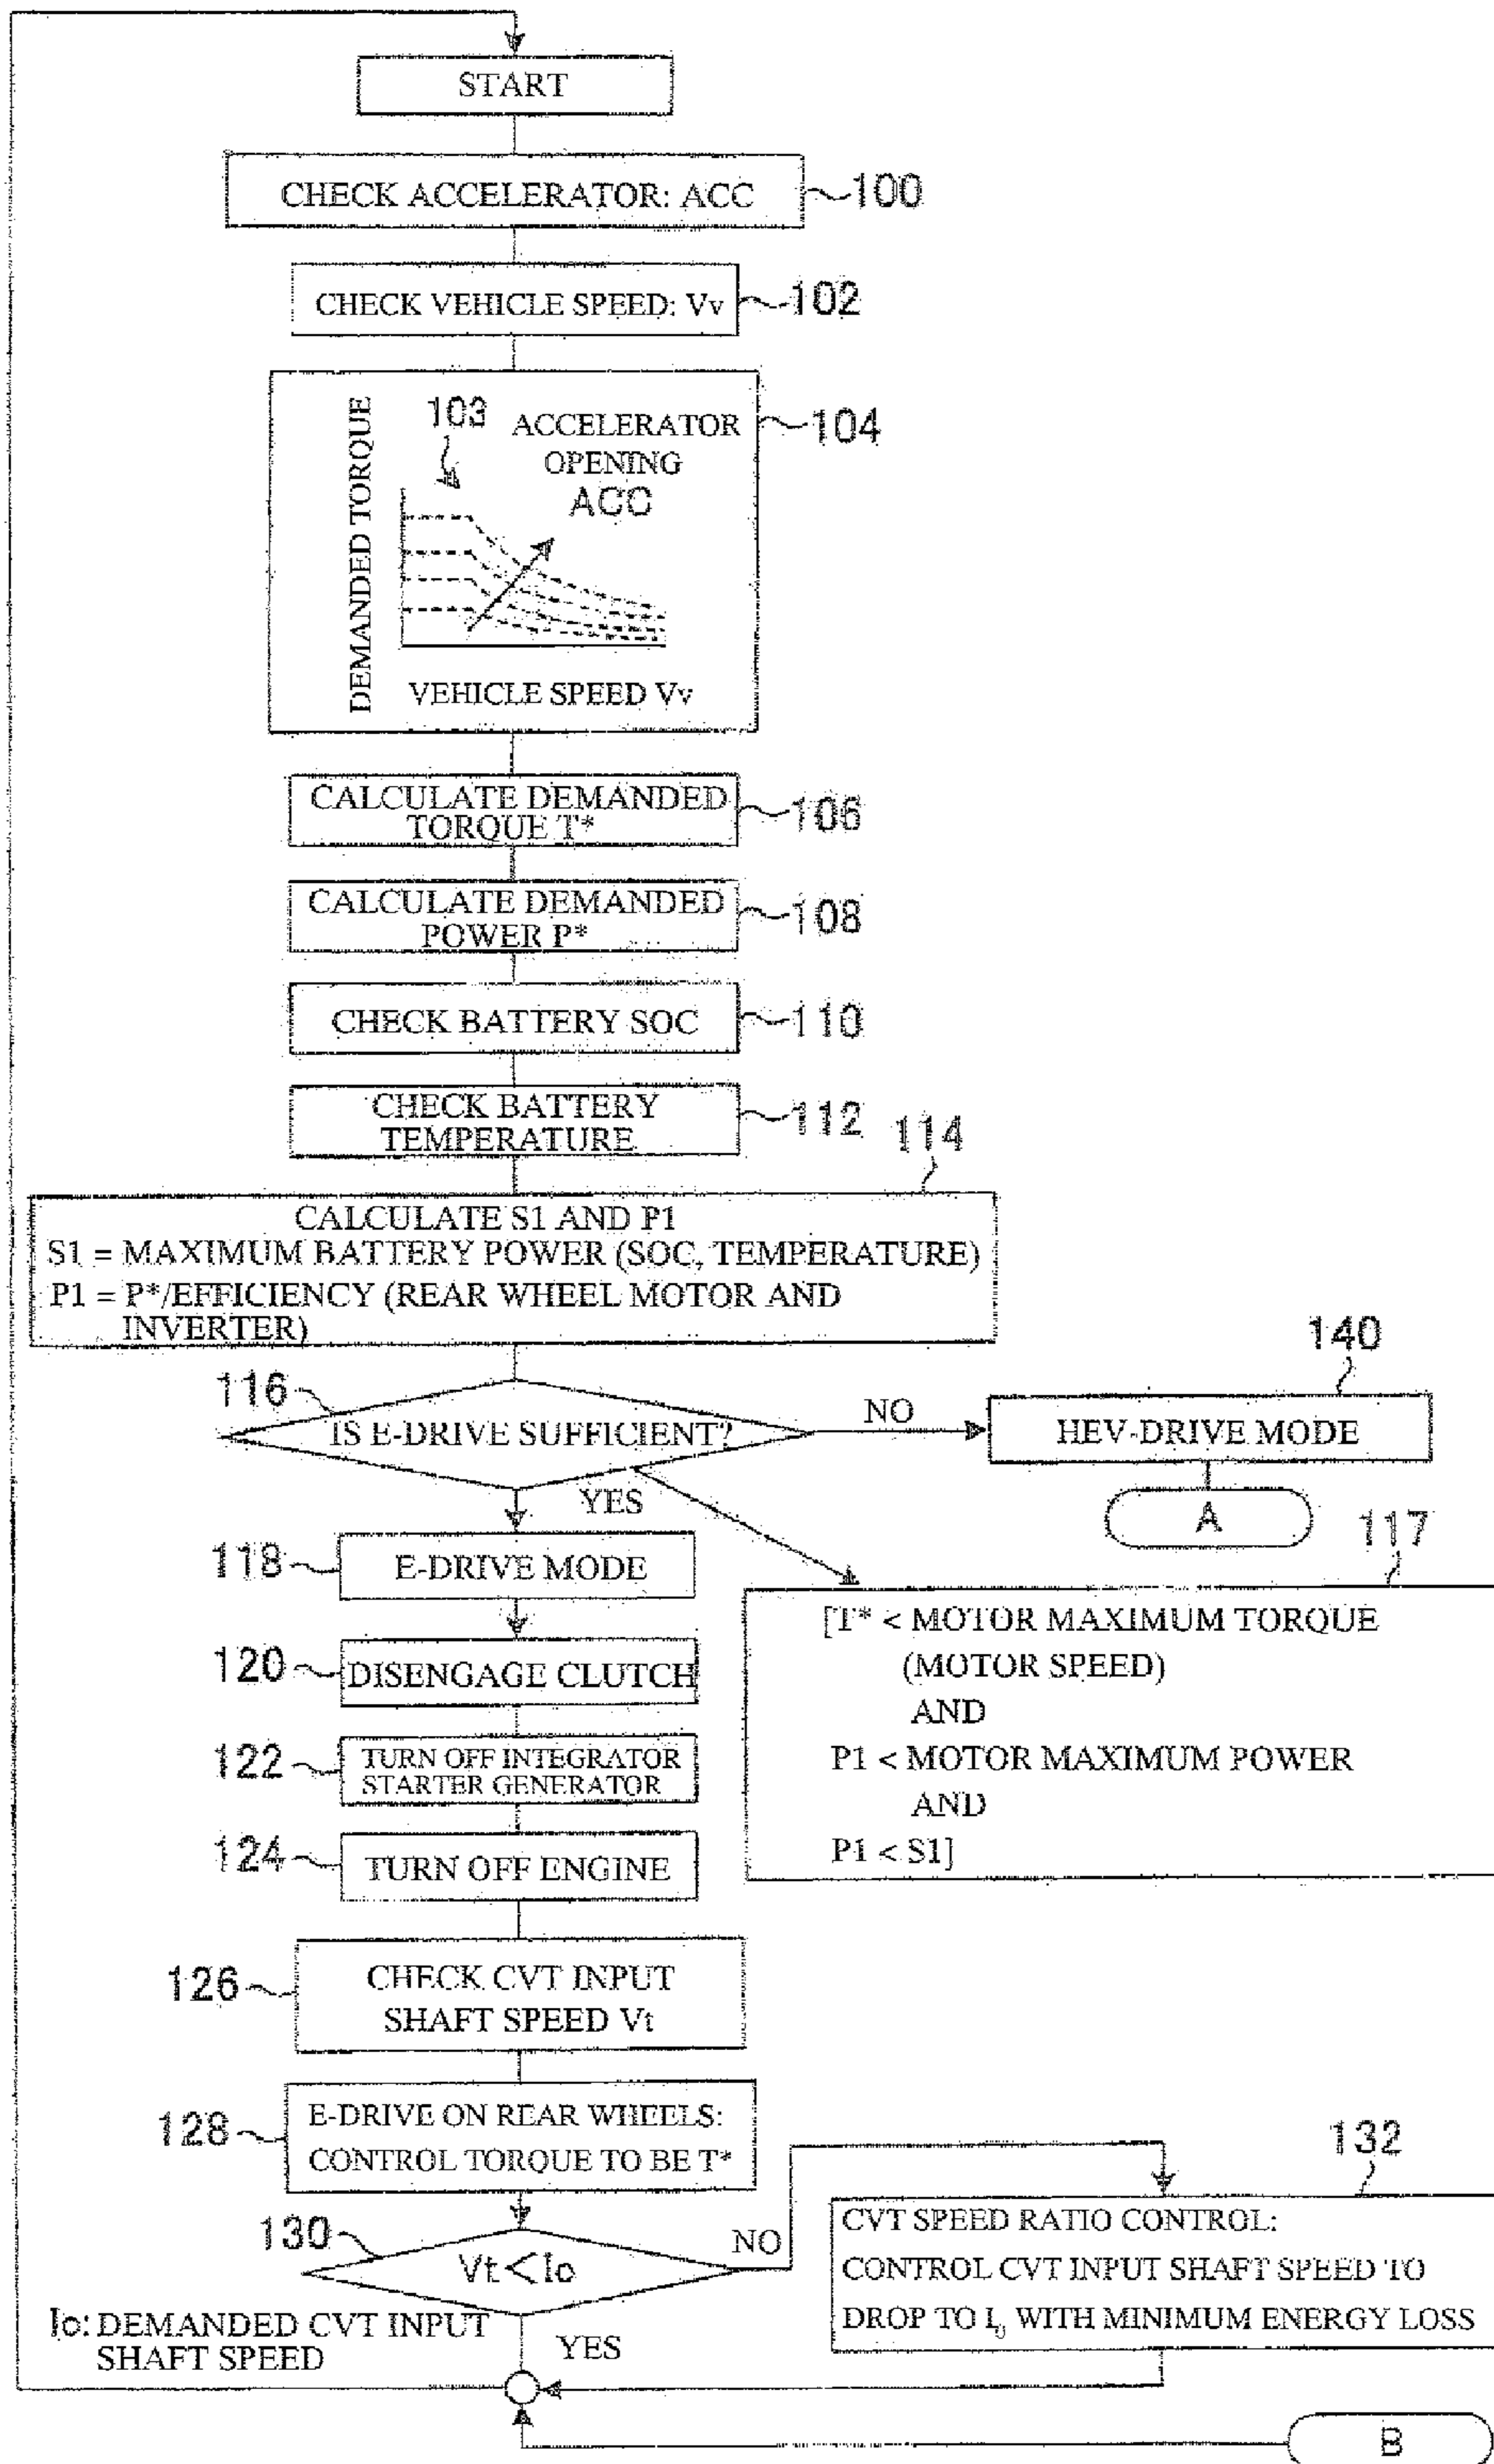 START
CHECK ACCELERATOR: ACC
100
CHECK VEHICLE SPEED: Vv
102
DEMANDED TORQUE
103
ACCELERATOR
OPENING
ACC
104
VEHICLE SPEED Vv
CALCULATE DEMANDED
TORQUE T*
106
CALCULATE DEMANDED
POWER P*
108
CHECK BATTERY SOC
110
CHECK BATTERY
TEMPERATURE
112
114
CALCULATE S1 AND P1
S1 = MAXIMUM BATTERY POWER (SOC, TEMPERATURE)
P1 = P*/EFFICIENCY (REAR WHEEL MOTOR AND
INVERTER)
116
IS E-DRIVE SUFFICIENT?
NO
140
HEV-DRIVE MODE
A
YES
117
[T* < MOTOR MAXIMUM TORQUE
(MOTOR SPEED)
AND
P1 < MOTOR MAXIMUM POWER
AND
P1 < S1]
118
E-DRIVE MODE
120
DISENGAGE CLUTCH
122
TURN OFF INTEGRATOR
STARTER GENERATOR
124
TURN OFF ENGINE
126
CHECK CVT INPUT
SHAFT SPEED Vt
128
E-DRIVE ON REAR WHEELS:
CONTROL TORQUE TO BE T*
130
Vt<Io
NO
132
CVT SPEED RATIO CONTROL:
CONTROL CVT INPUT SHAFT SPEED TO
DROP TO I0 WITH MINIMUM ENERGY LOSS
Io: DEMANDED CVT INPUT
SHAFT SPEED
YES
B